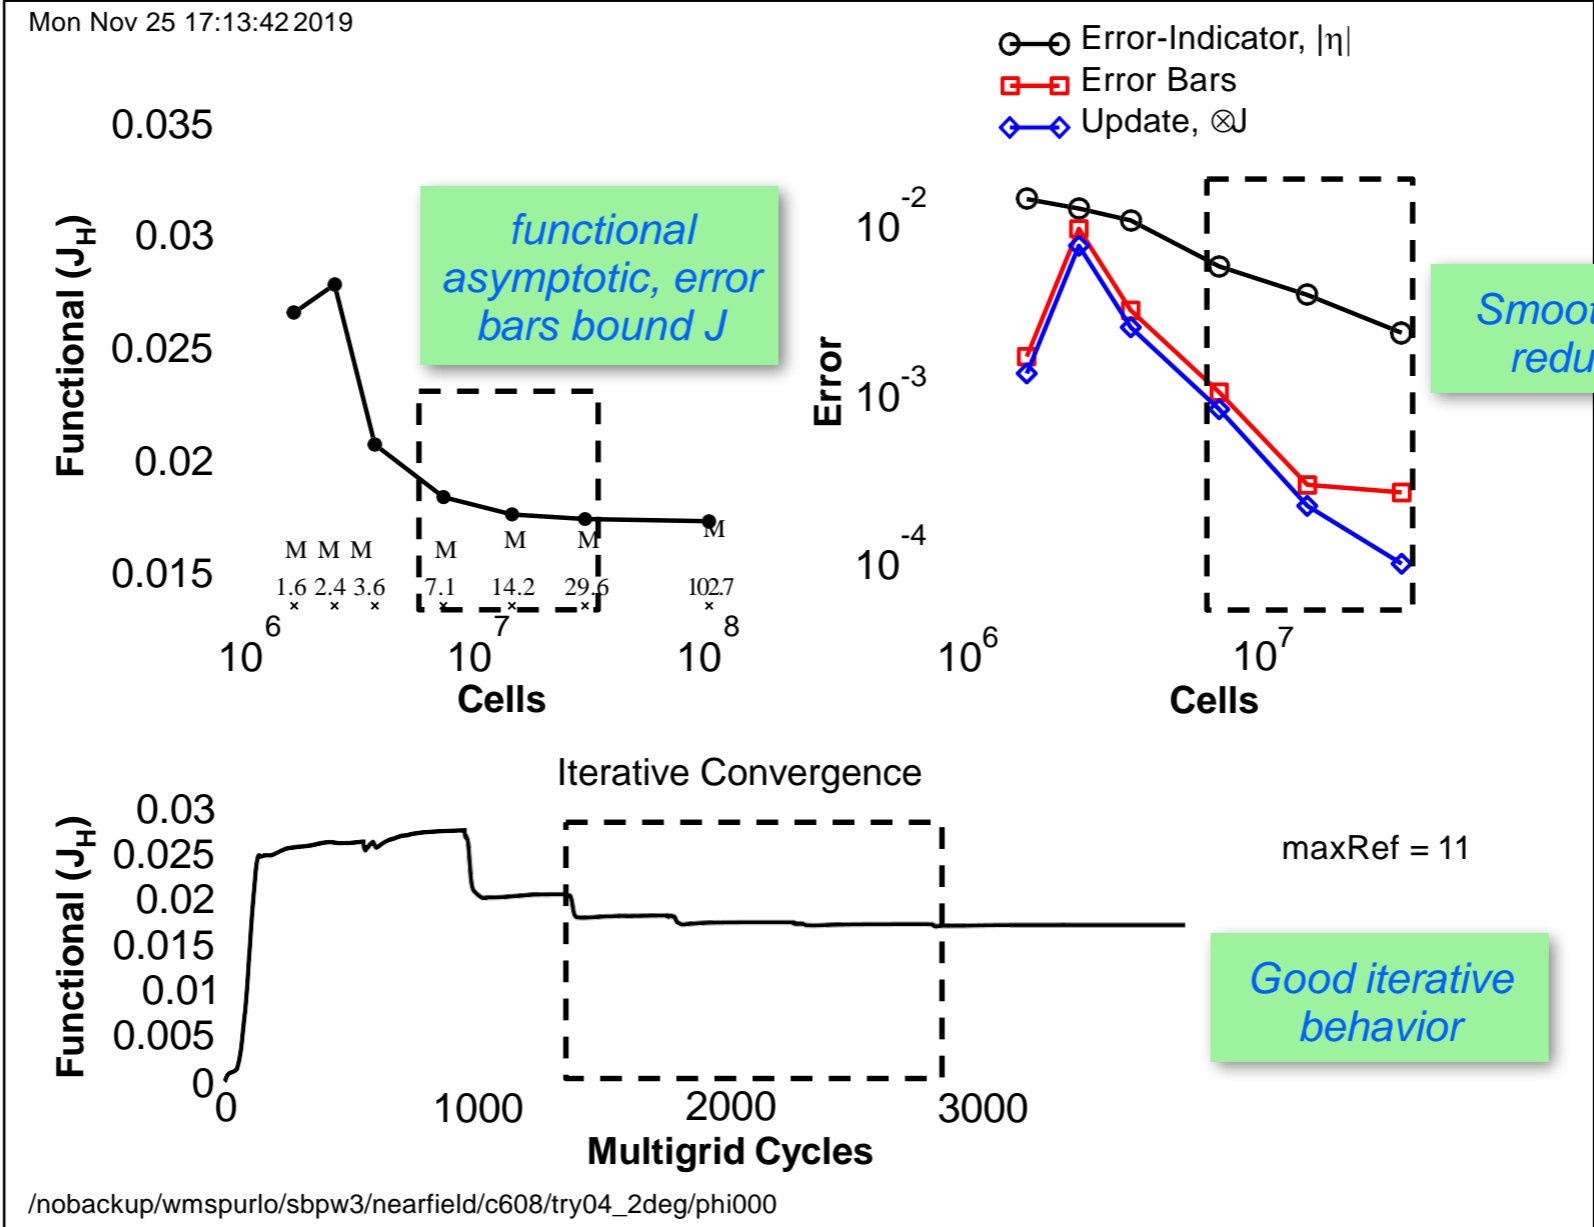 Mon Nov 25 17:13:42 2019
Error-Indicator, |η|
Error Bars
Update, ⊗J
0.035
0.03
0.025
0.02
0.015
Functional (J_H)
functional
asymptotic, error
bars bound J
M M M M M M M
1.6 2.4 3.6 7.1 14.2 29.6 102.7
10^6 10^7 10^8
Cells
10^-2
10^-3
10^-4
Error
Smoot
redu
10^6 10^7
Cells
Iterative Convergence
0.03
0.025
0.02
0.015
0.01
0.005
0
Functional (J_H)
0 1000 2000 3000
Multigrid Cycles
maxRef = 11
Good iterative
behavior
/nobackup/wmspurlo/sbpw3/nearfield/c608/try04_2deg/phi000